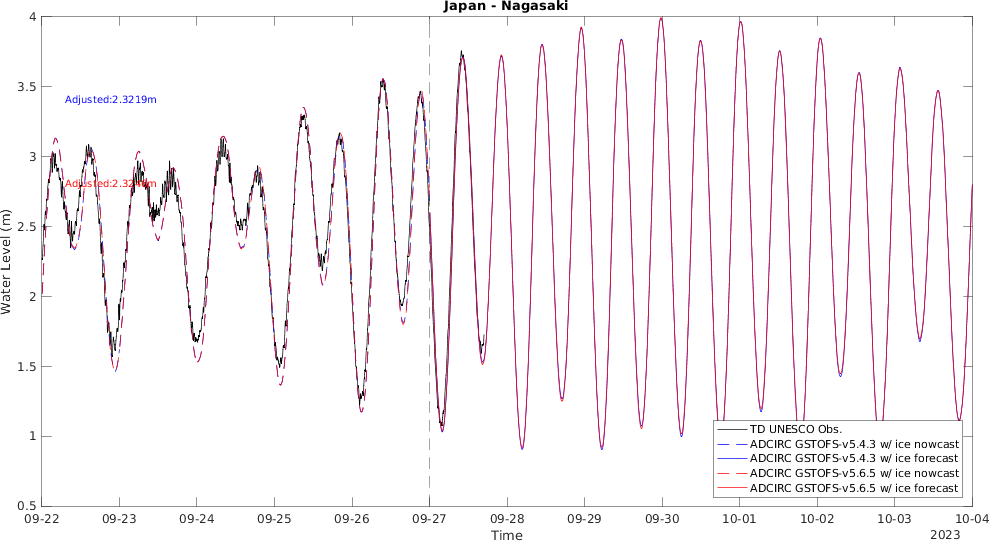 Japan - Nagasaki
4
3.5
3
2.5
2
1.5
1
0.5
Water Level (m)
Adjusted:2.3219m
09-22
09-23
09-24
09-25
09-26
09-27
09-28
09-29
09-30
10-01
10-02
10-03
10-04
Time
2023
TD UNESCO Obs.
ADCIRC GSTOFS-v5.4.3 w/ ice nowcast
ADCIRC GSTOFS-v5.4.3 w/ ice forecast
ADCIRC GSTOFS-v5.6.5 w/ ice nowcast
ADCIRC GSTOFS-v5.6.5 w/ ice forecast